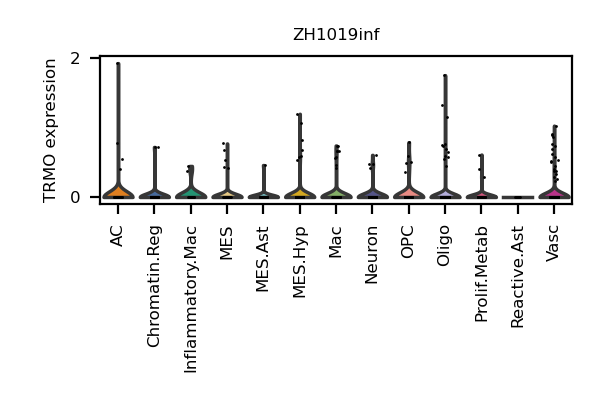 ZH1019inf
TRMO expression
2
0
AC
Chromatin.Reg
Inflammatory.Mac
MES
MES.Ast
MES.Hyp
Mac
Neuron
OPC
Oligo
Prolif.Metab
Reactive.Ast
Vasc